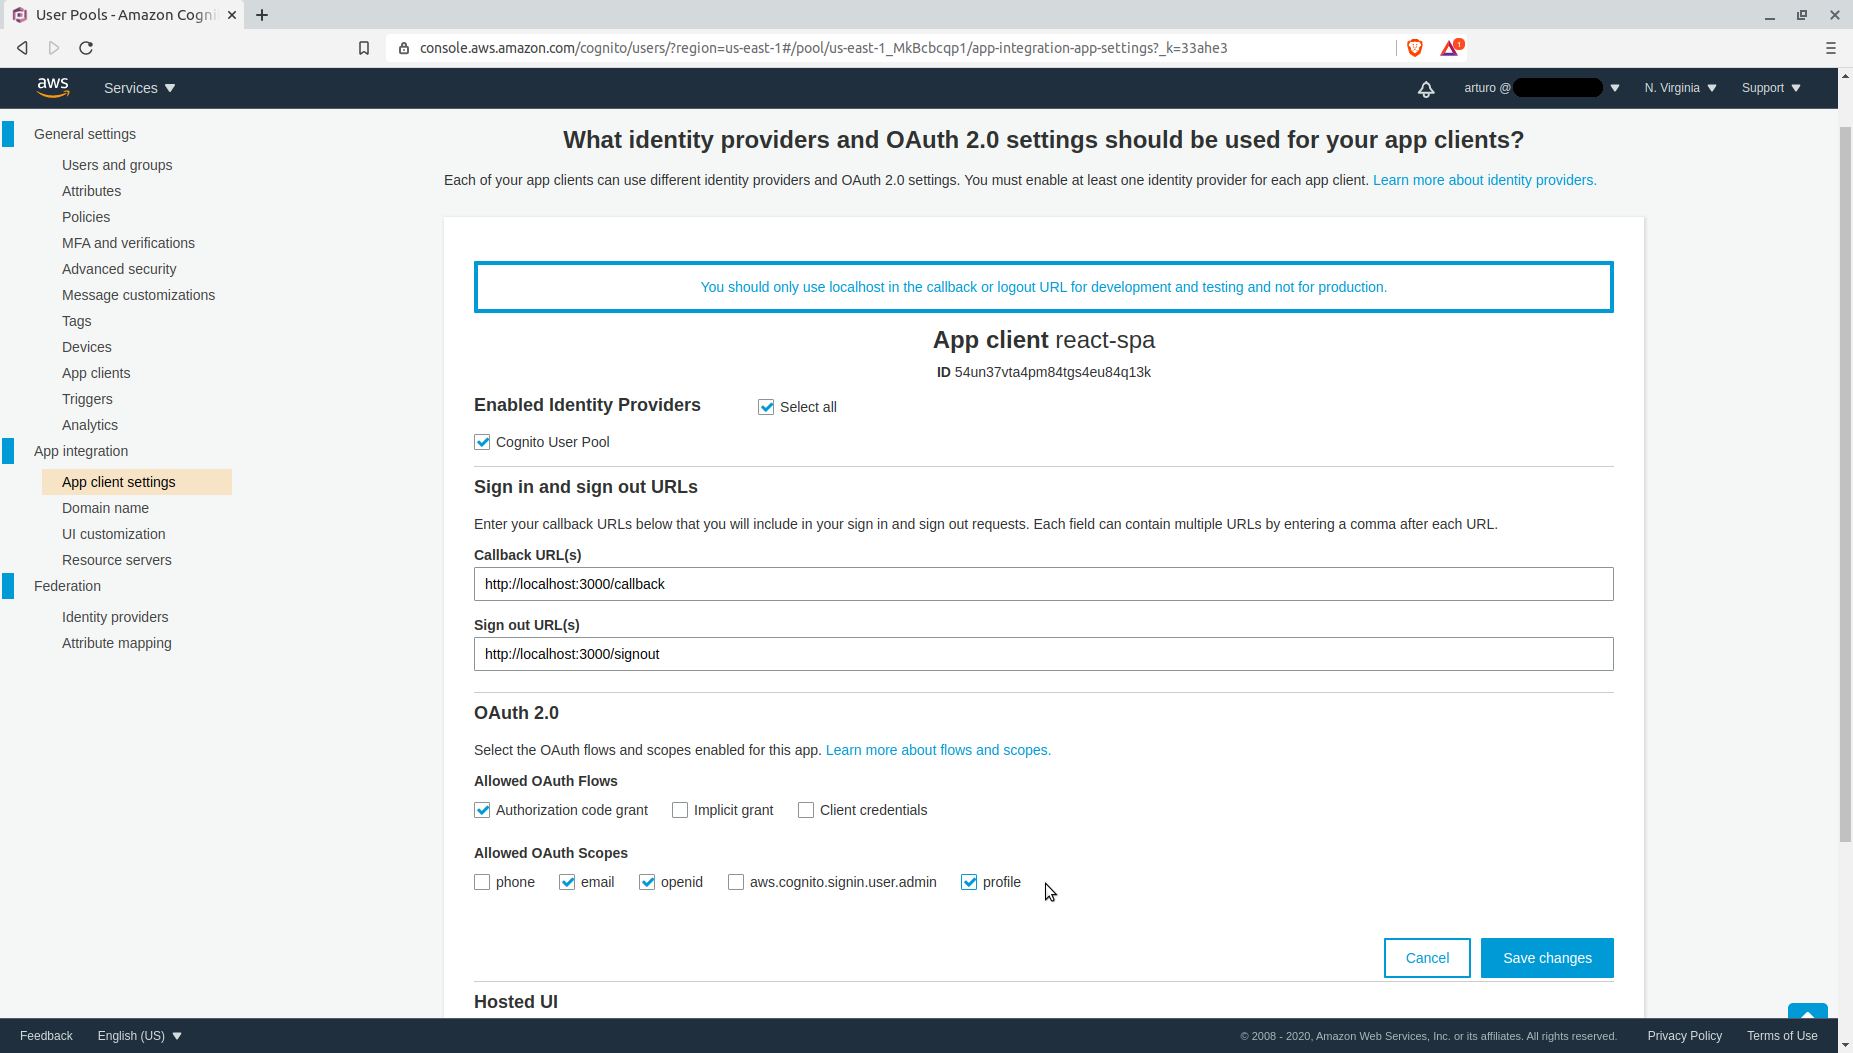 User Pools - Amazon Cogni
console.aws.amazon.com/cognito/users/?region=us-east-1#/pool/us-east-1_MkBcbcqp1/app-integration-app-settings?_k=33ahe3
1
aws
Services
arturo @
N. Virginia
Support
General settings
Users and groups
Attributes
Policies
MFA and verifications
Advanced security
Message customizations
Tags
Devices
App clients
Triggers
Analytics
App integration
App client settings
Domain name
UI customization
Resource servers
Federation
Identity providers
Attribute mapping
What identity providers and OAuth 2.0 settings should be used for your app clients?
Each of your app clients can use different identity providers and OAuth 2.0 settings. You must enable at least one identity provider for each app client. Learn more about identity providers.
You should only use localhost in the callback or logout URL for development and testing and not for production.
App client react-spa
ID 54un37vta4pm84tgs4eu84q13k
Enabled Identity Providers
Select all
Cognito User Pool
Sign in and sign out URLs
Enter your callback URLs below that you will include in your sign in and sign out requests. Each field can contain multiple URLs by entering a comma after each URL.
Callback URL(s)
http://localhost:3000/callback
Sign out URL(s)
http://localhost:3000/signout
OAuth 2.0
Select the OAuth flows and scopes enabled for this app. Learn more about flows and scopes.
Allowed OAuth Flows
Authorization code grant
Implicit grant
Client credentials
Allowed OAuth Scopes
phone
email
openid
aws.cognito.signin.user.admin
profile
Cancel
Save changes
Hosted UI
Feedback
English (US)
© 2008 - 2020, Amazon Web Services, Inc. or its affiliates. All rights reserved.
Privacy Policy
Terms of Use